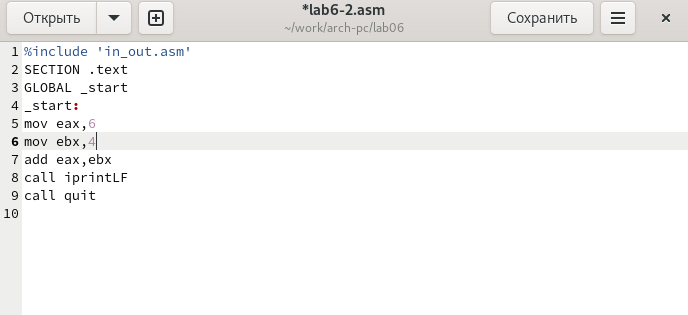 Открыть
*lab6-2.asm
~/work/arch-pc/lab06
Сохранить
1 %include 'in_out.asm'
2 SECTION .text
3 GLOBAL _start
4 _start:
5 mov eax,6
6 mov ebx,4
7 add eax,ebx
8 call iprintLF
9 call quit
10